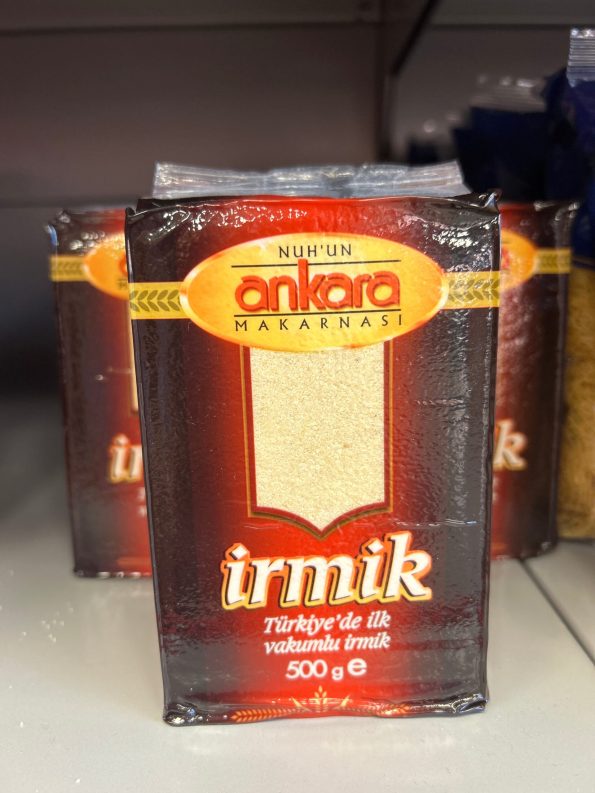 NUH'UN
ankara
MAKARNASI
irmik
Türkiye'de ilk
vakumlu irmik
500 g e